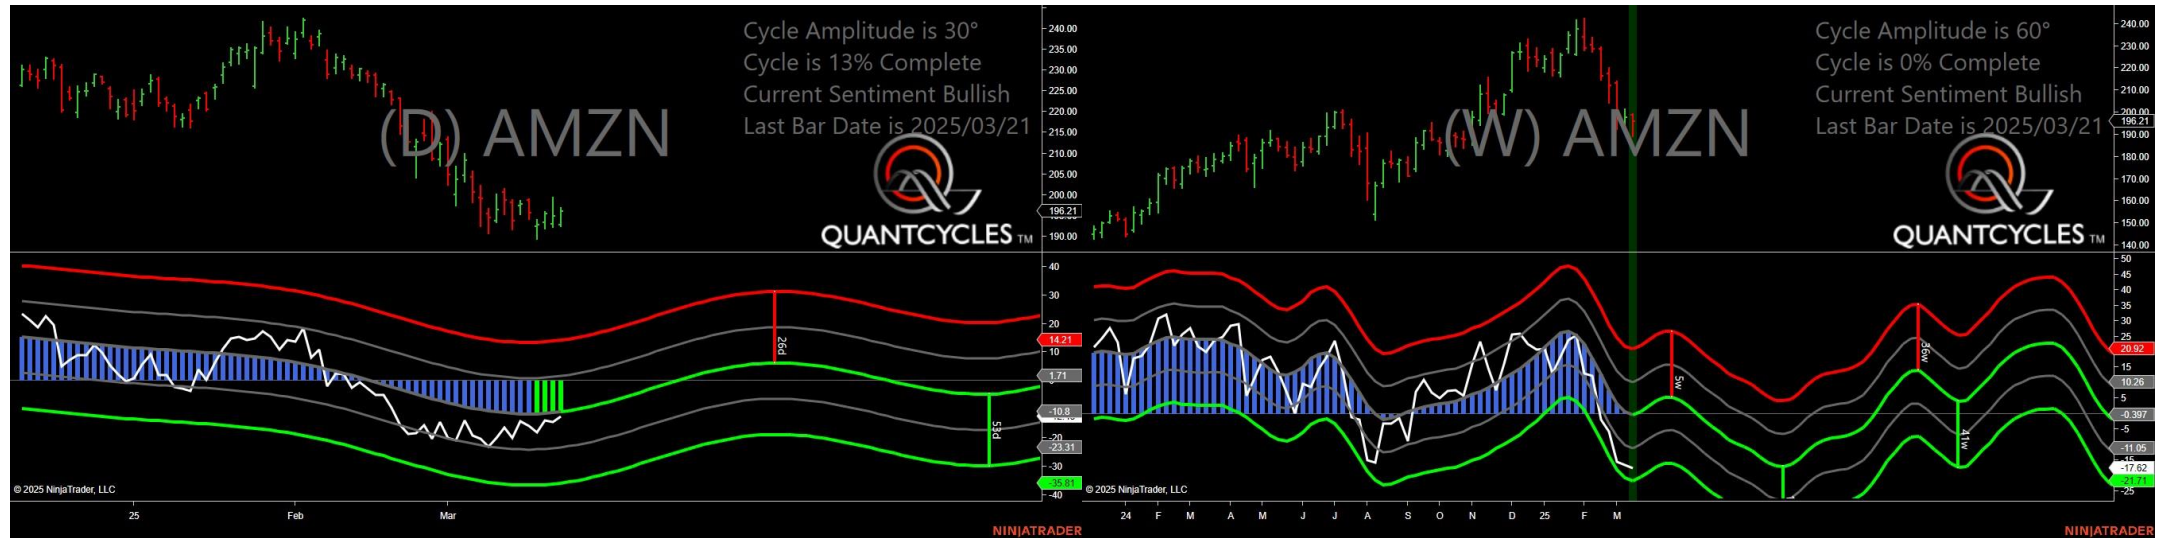 Cycle Amplitude is 30°
Cycle is 13% Complete
Current Sentiment Bullish
Last Bar Date is 2025/03/21
(D) AMZN
QUANTCYCLES TM
240.00
235.00
230.00
225.00
220.00
215.00
210.00
205.00
200.00
196.21
190.00
40
30
20
14.21
10
1.71
-10.8
-20
-23.31
-30
-35.81
-40
26d
53d
© 2025 NinjaTrader, LLC
25 Feb Mar
NINJATRADER
Cycle Amplitude is 60°
Cycle is 0% Complete
Current Sentiment Bullish
Last Bar Date is 2025/03/21
(W) AMZN
QUANTCYCLES TM
240.00
230.00
220.00
210.00
200.00
196.21
190.00
180.00
170.00
160.00
150.00
140.00
50
45
40
35
30
25
20.92
15
10.26
5
-0.397
-5
-11.05
-17.62
-21.71
-25
5w
36w
41w
© 2025 NinjaTrader, LLC
24 F M A M J J A S O N D 25 F M
NINJATRADER